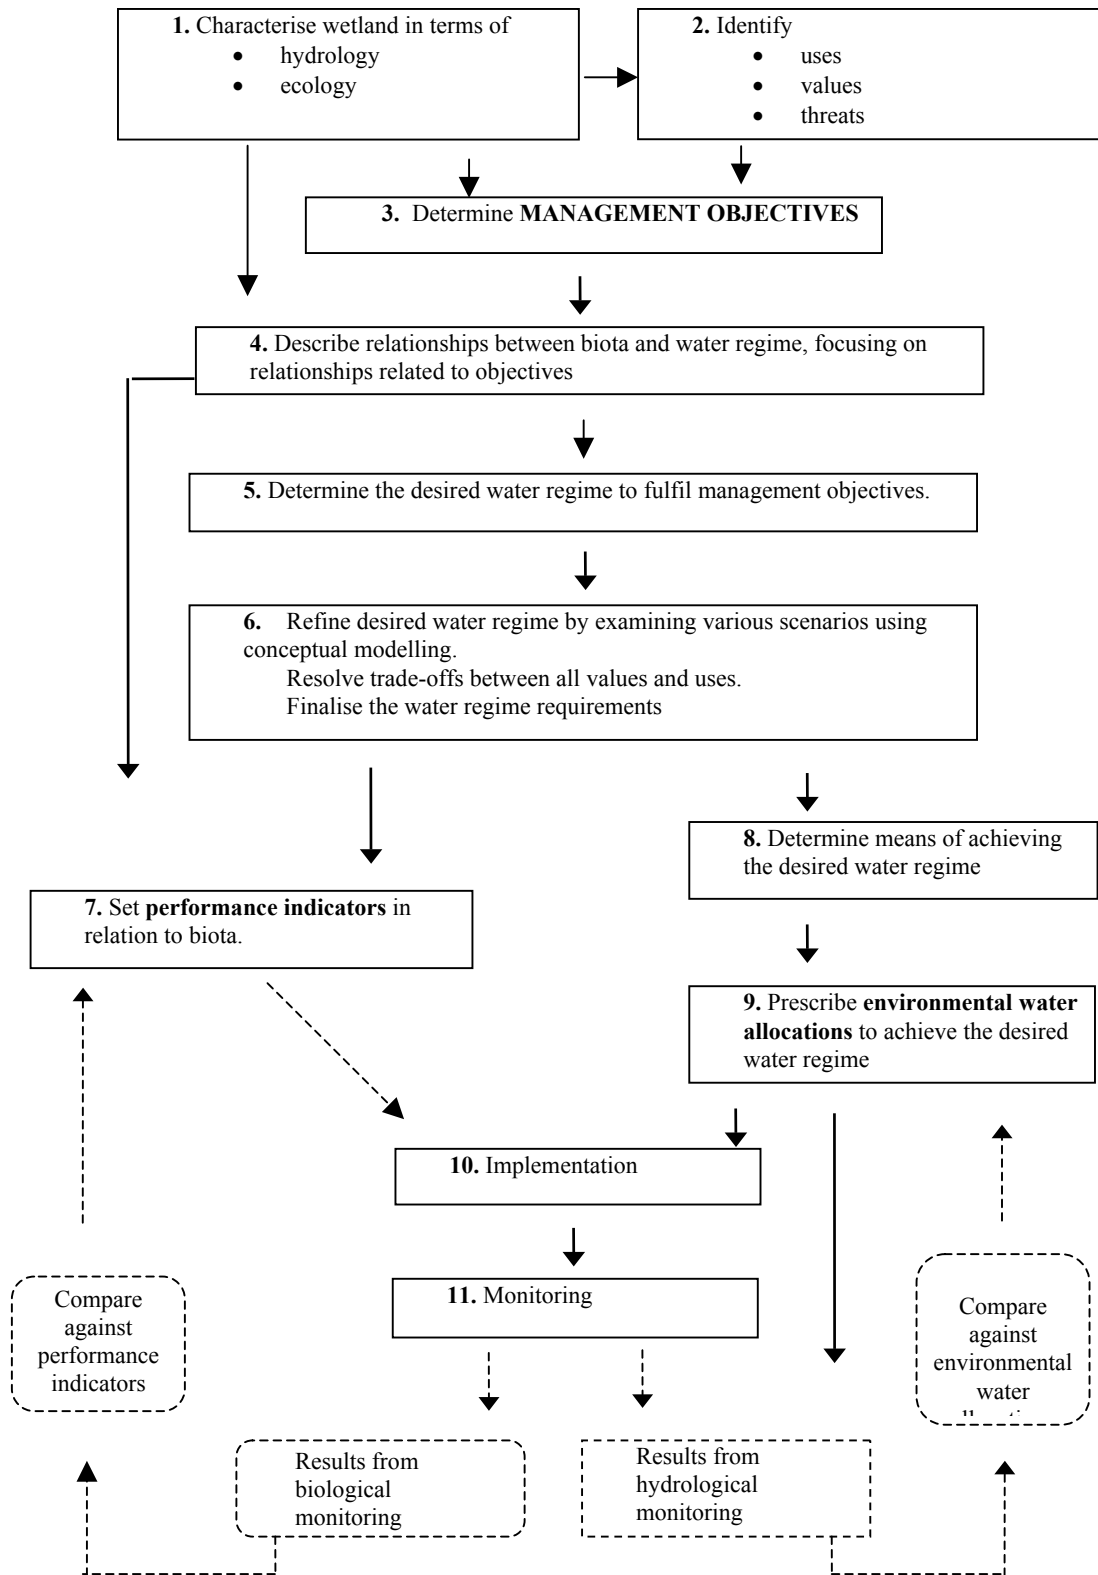 1. Characterise wetland in terms of
• hydrology
• ecology
2. Identify
• uses
• values
• threats
3. Determine MANAGEMENT OBJECTIVES
4. Describe relationships between biota and water regime, focusing on
relationships related to objectives
5. Determine the desired water regime to fulfil management objectives.
6. Refine desired water regime by examining various scenarios using
conceptual modelling.
Resolve trade-offs between all values and uses.
Finalise the water regime requirements
8. Determine means of achieving
the desired water regime
7. Set performance indicators in
relation to biota.
9. Prescribe environmental water
allocations to achieve the desired
water regime
10. Implementation
11. Monitoring
Compare
against
performance
indicators
Compare
against
environmental
water
Results from
biological
monitoring
Results from
hydrological
monitoring